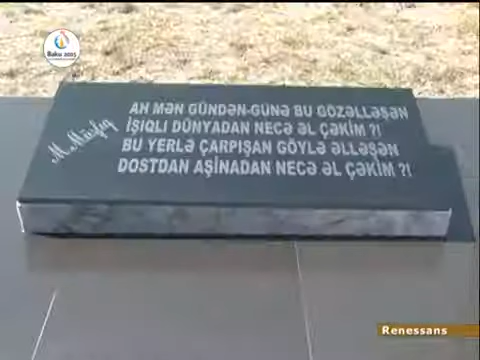 Baku 2015
AH MƏN GÜNDƏN-GÜNƏ BU GÖZƏLLƏŞƏN
İŞIQLI DÜNYADAN NECƏ ƏL ÇƏKİM ?!
BU YERLƏ ÇARPIŞAN GÖYLƏ ƏLLƏŞƏN
DOSTDAN AŞİNADAN NECƏ ƏL ÇƏKİM ?!
M.Müşfiq
Renessans